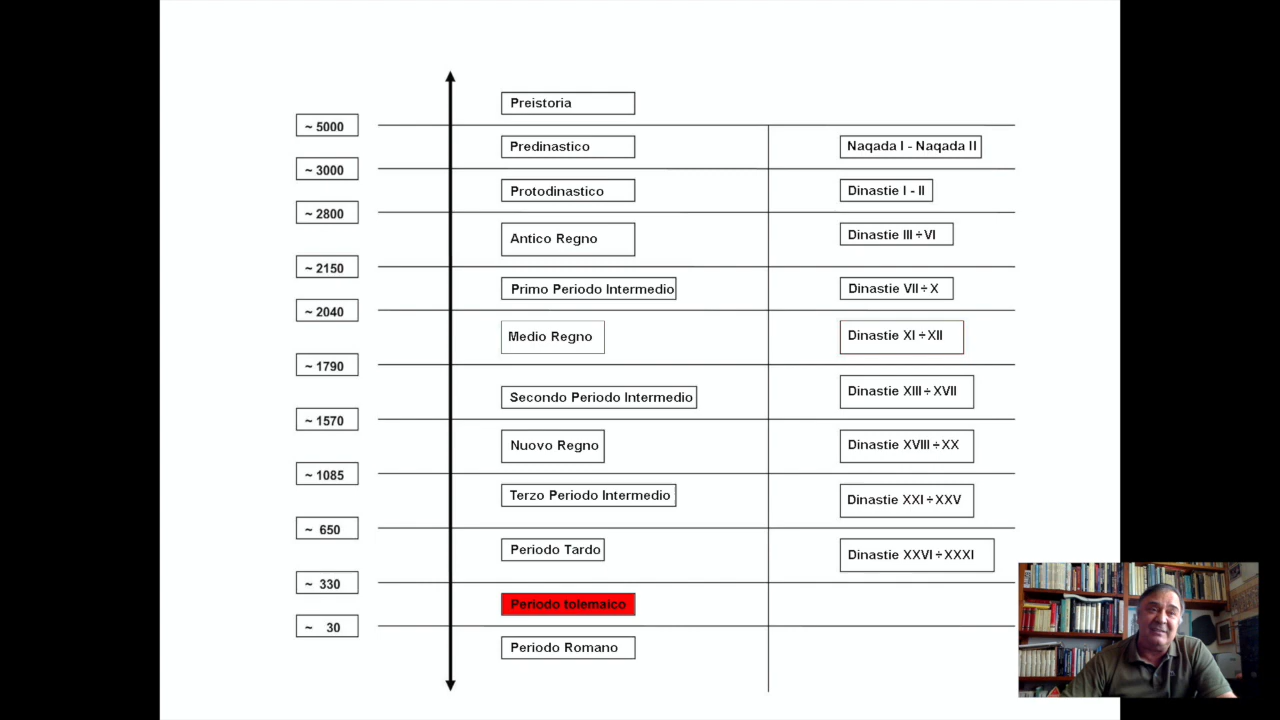 Preistoria
~ 5000
Predinastico
Naqada I - Naqada II
~ 3000
Protodinastico
Dinastie I - II
~ 2800
Antico Regno
Dinastie III ÷ VI
~ 2150
Primo Periodo Intermedio
Dinastie VII ÷ X
~ 2040
Medio Regno
Dinastie XI ÷ XII
~ 1790
Secondo Periodo Intermedio
Dinastie XIII ÷ XVII
~ 1570
Nuovo Regno
Dinastie XVIII ÷ XX
~ 1085
Terzo Periodo Intermedio
Dinastie XXI ÷ XXV
~ 650
Periodo Tardo
Dinastie XXVI ÷ XXXI
~ 330
Periodo tolemaico
~ 30
Periodo Romano